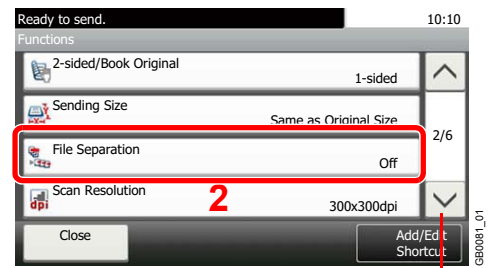 Ready to send. 10:10
Functions
2-sided/Book Original
1-sided
Sending Size
Same as Original Size
2/6
File Separation
Off
Scan Resolution
dpi
2
300x300dpi
Close
Add/Edit
Shortcut
GB0081_01